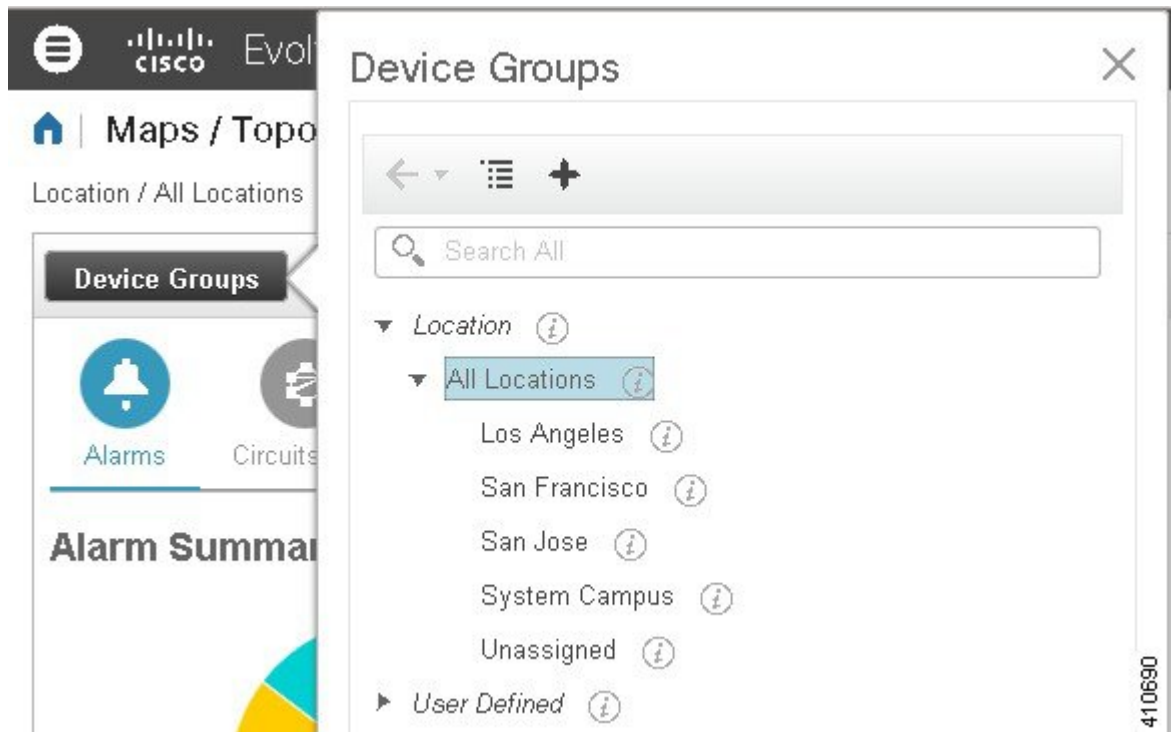 cisco Evol
Maps / Topo
Location / All Locations
Device Groups
Alarms
Circuits
Alarm Summar
Device Groups
Search All
Location
All Locations
Los Angeles
San Francisco
San Jose
System Campus
Unassigned
User Defined
410690